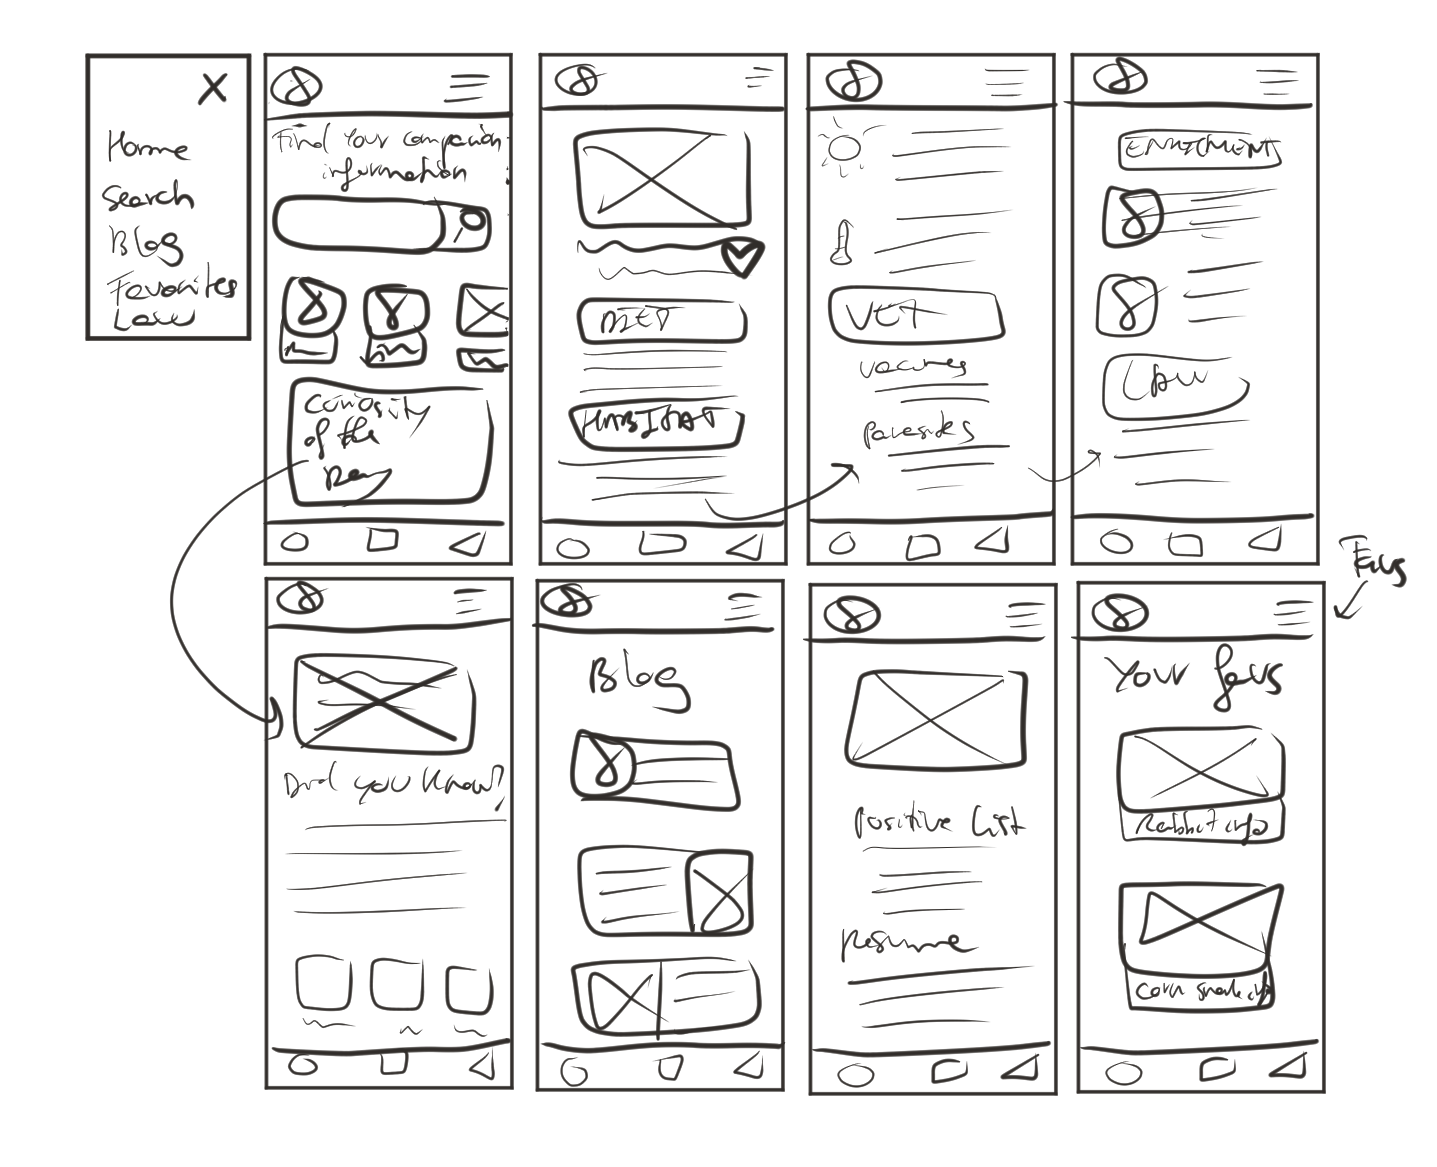 Home
Search
Blog
Favorites
Law
Find Your companion
information
Curiosity
of the
Day
DIET
HABITAT
VET
vaccines
Paresites
ENRICHMENT
LAW
Favs
Did you know?
Blog
Positive List
Resume
Your favs
Rabbit info
Corn snake info